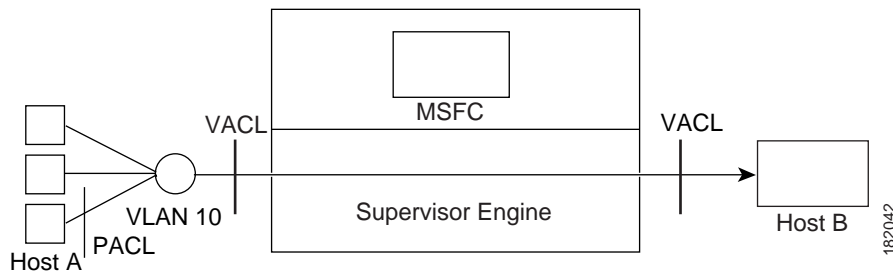 MSFC
VACL
VACL
Supervisor Engine
VLAN 10
Host B
PACL
Host A
182042